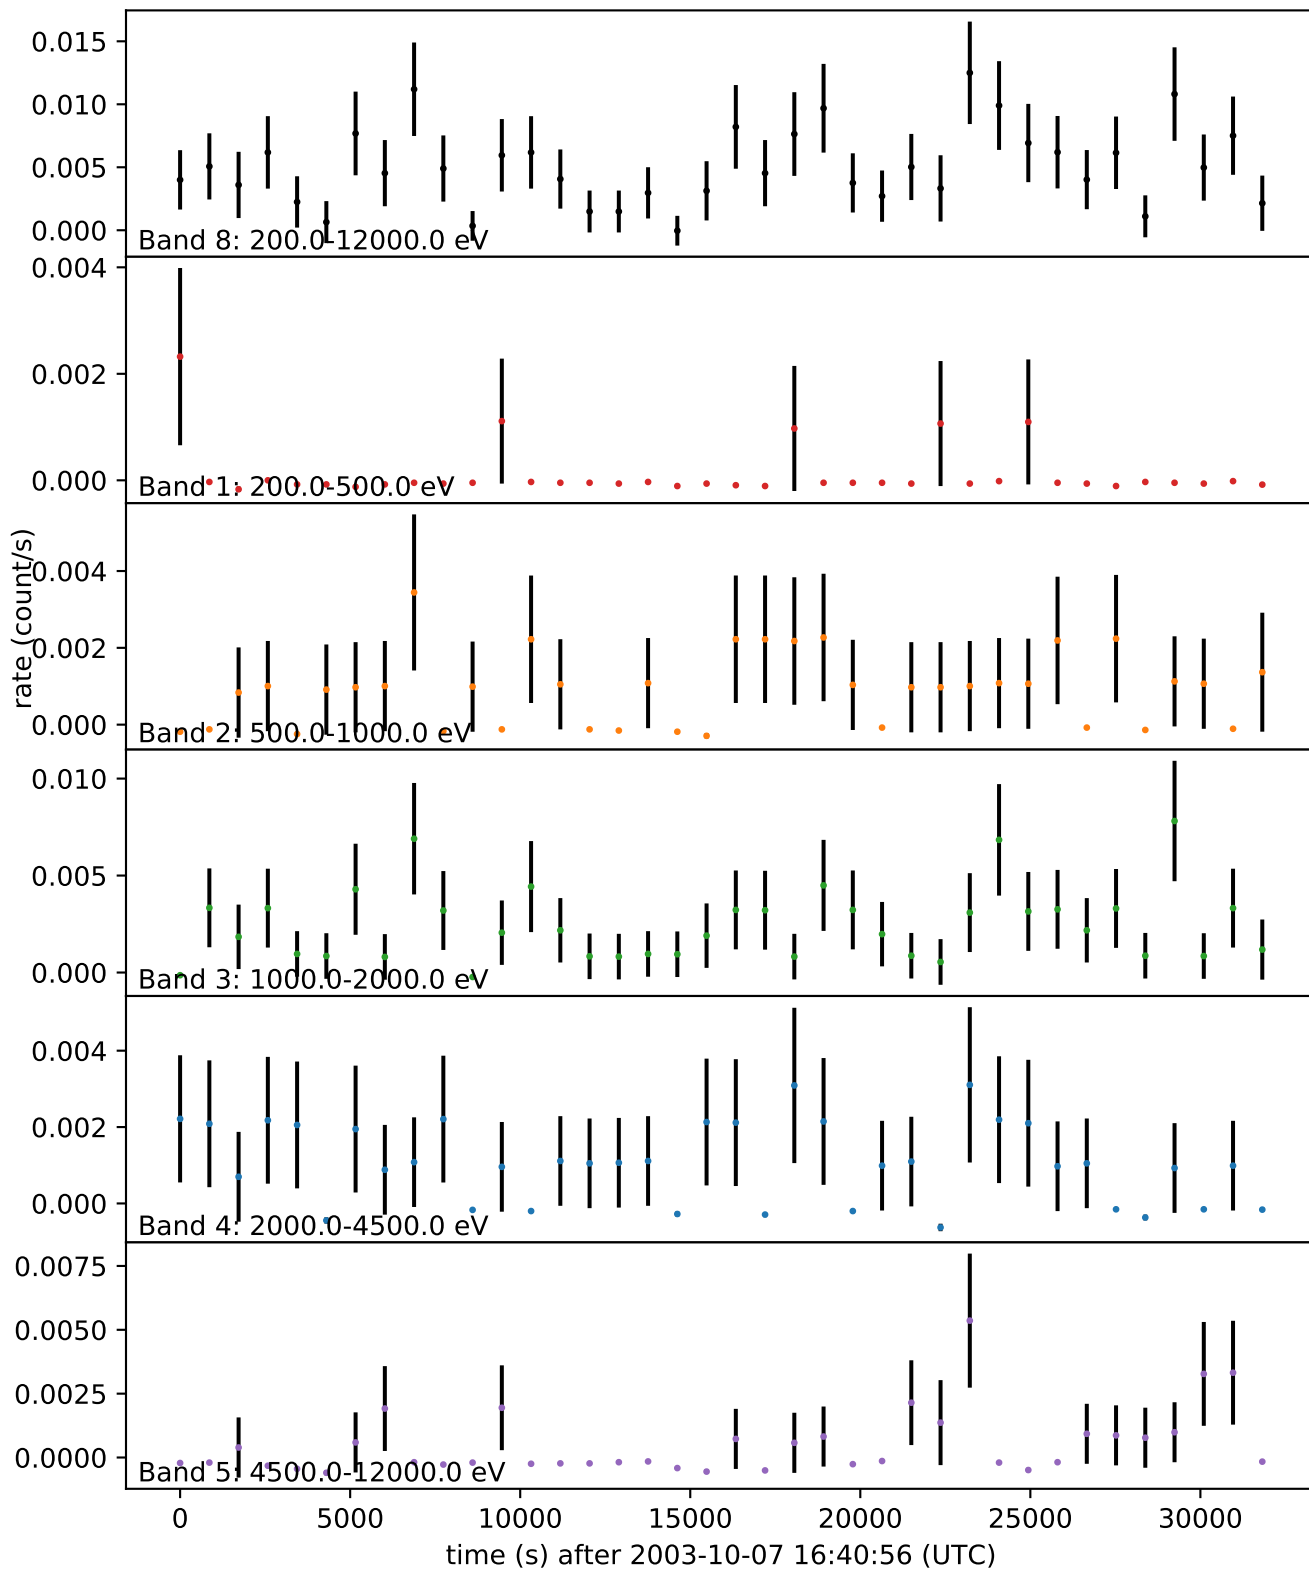 0.015
0.010
0.005
0.000
Band 8: 200.0-12000.0 eV
0.004
0.002
0.000
Band 1: 200.0-500.0 eV
rate (count/s)
0.004
0.002
0.000
Band 2: 500.0-1000.0 eV
0.010
0.005
0.000
Band 3: 1000.0-2000.0 eV
0.004
0.002
0.000
Band 4: 2000.0-4500.0 eV
0.0075
0.0050
0.0025
0.0000
Band 5: 4500.0-12000.0 eV
0 5000 10000 15000 20000 25000 30000
time (s) after 2003-10-07 16:40:56 (UTC)